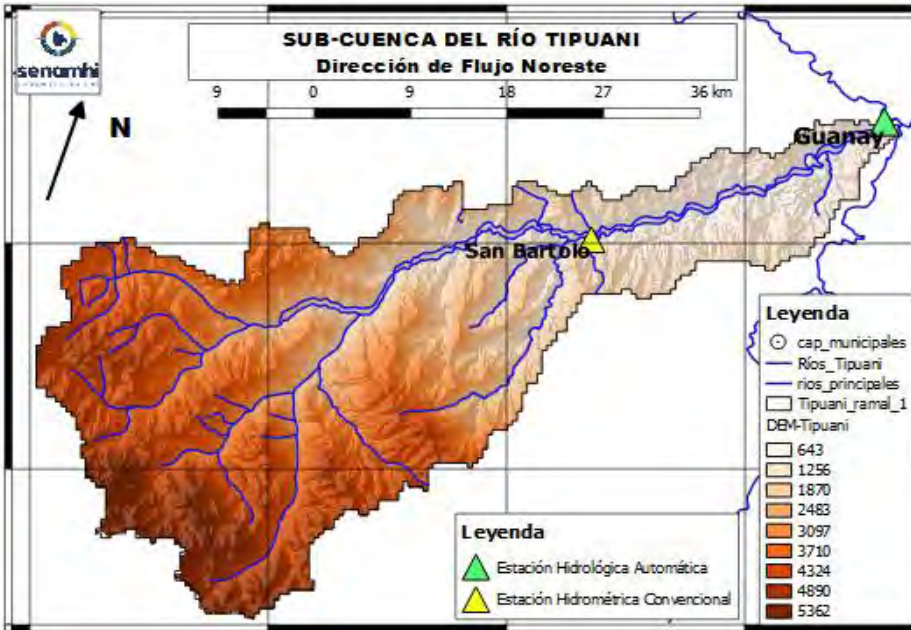 senamhi
SUB-CUENCA DEL RÍO TIPUANI
Dirección de Flujo Noreste
9 0 9 18 27 36 km
N
Guanay
San Bartolo
Leyenda
cap_municipales
Ríos_Tipuani
rios_principales
Tipuani_ramal_1
DEM-Tipuani
643
1256
1870
2483
3097
3710
4324
4890
5362
Leyenda
Estación Hidrológica Automática
Estación Hidrométrica Convencional